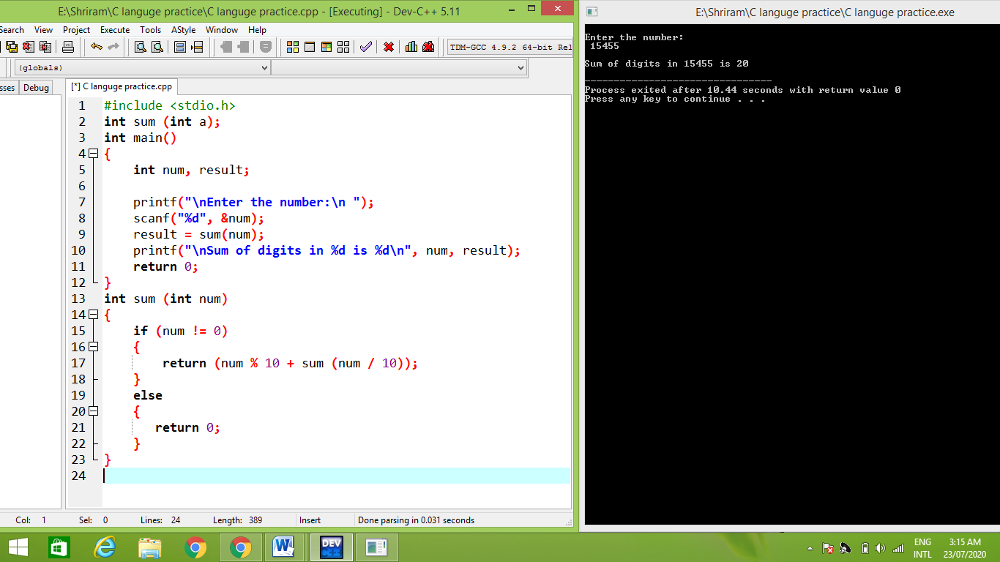 E:\Shriram\C languge practice\C languge practice.cpp - [Executing] - Dev-C++ 5.11
Search View Project Execute Tools AStyle Window Help
TDM-GCC 4.9.2 64-bit Rel
(globals)
sses Debug
[*] C languge practice.cpp
1 #include <stdio.h>
2 int sum (int a);
3 int main()
4 {
5 int num, result;
6
7 printf("\nEnter the number:\n ");
8 scanf("%d", &num);
9 result = sum(num);
10 printf("\nSum of digits in %d is %d\n", num, result);
11 return 0;
12 }
13 int sum (int num)
14 {
15 if (num != 0)
16 {
17 return (num % 10 + sum (num / 10));
18 }
19 else
20 {
21 return 0;
22 }
23 }
24
Col: 1 Sel: 0 Lines: 24 Length: 389 Insert Done parsing in 0.031 seconds
E:\Shriram\C languge practice\C languge practice.exe
Enter the number:
15455
Sum of digits in 15455 is 20
--------------------------------
Process exited after 10.44 seconds with return value 0
Press any key to continue . . .
DEV
C++
ENG
INTL
3:15 AM
23/07/2020